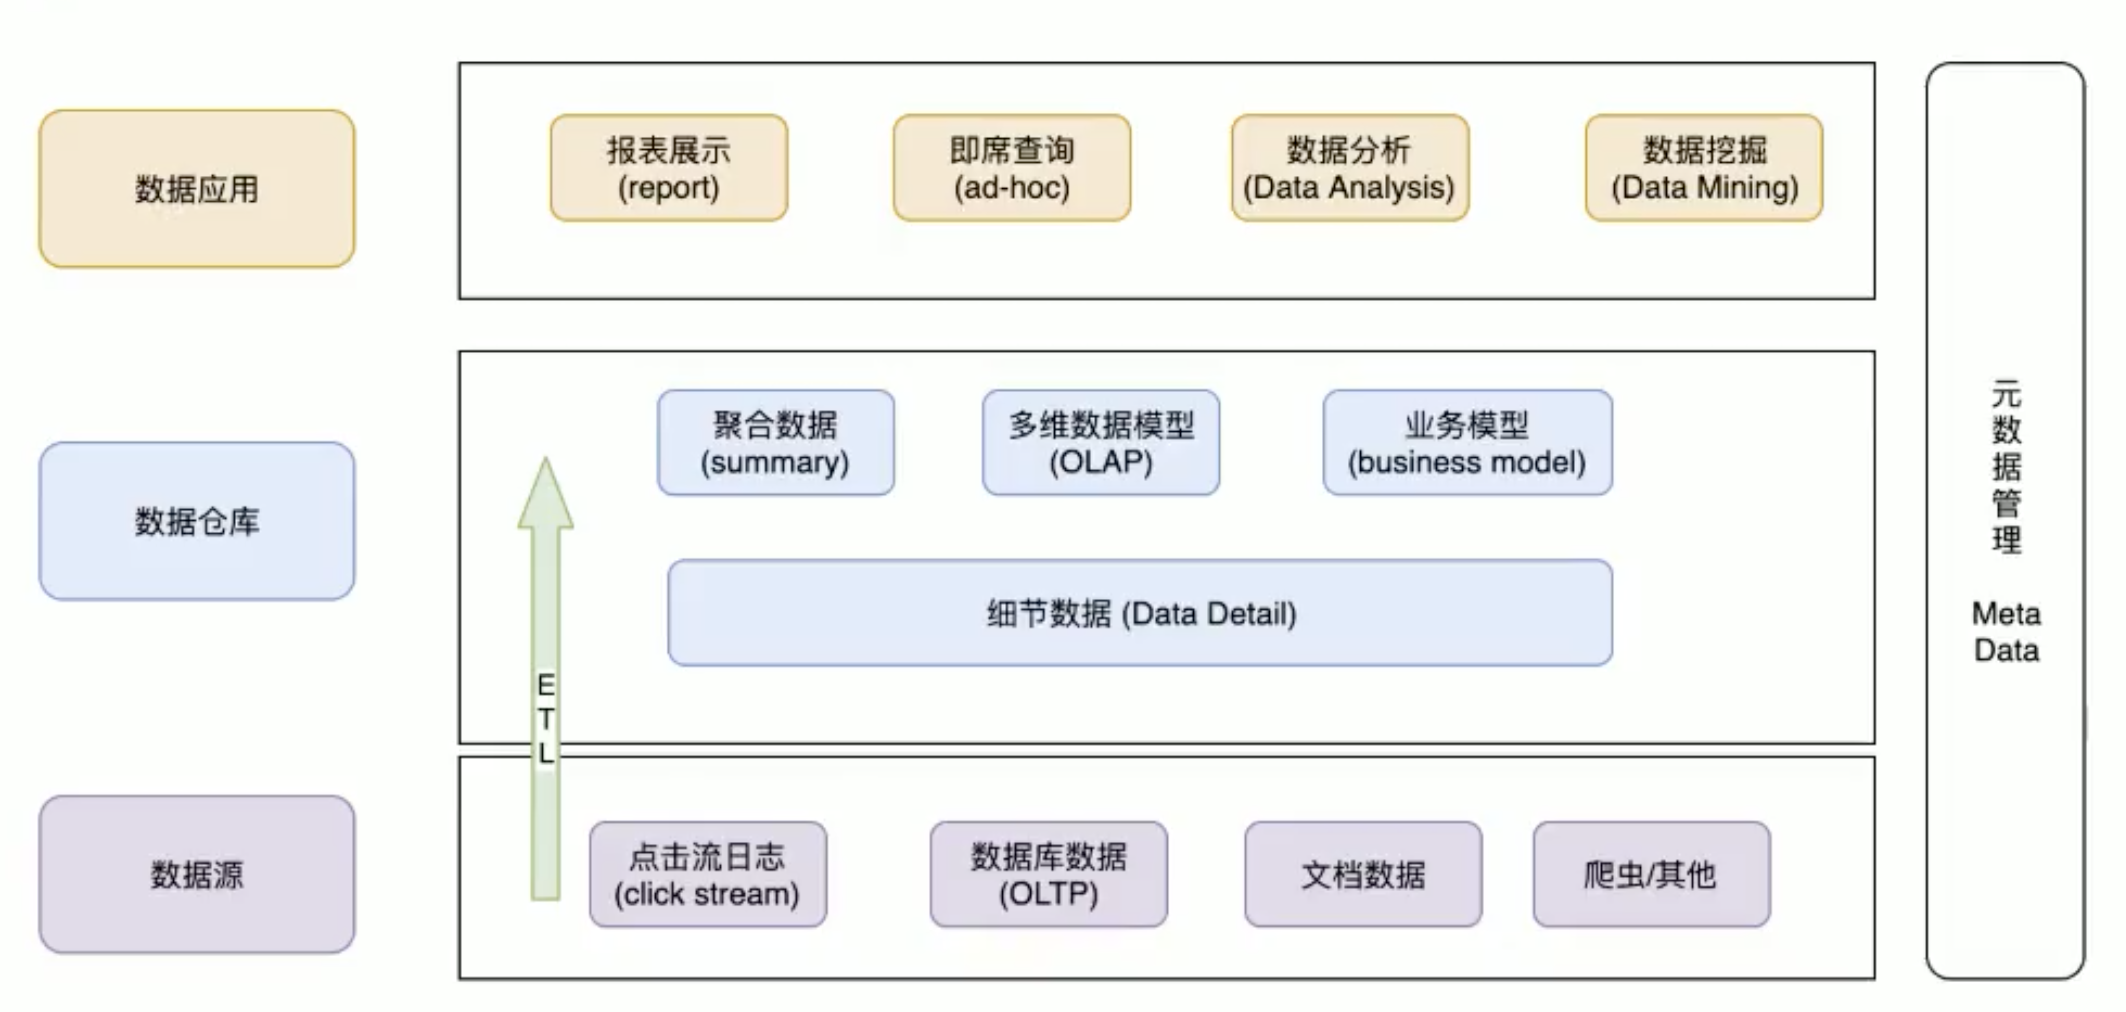 数据应用
报表展示
(report)
即席查询
(ad-hoc)
数据分析
(Data Analysis)
数据挖掘
(Data Mining)
数据仓库
聚合数据
(summary)
多维数据模型
(OLAP)
业务模型
(business model)
细节数据 (Data Detail)
E
T
L
数据源
点击流日志
(click stream)
数据库数据
(OLTP)
文档数据
爬虫/其他
元
数
据
管
理
Meta
Data